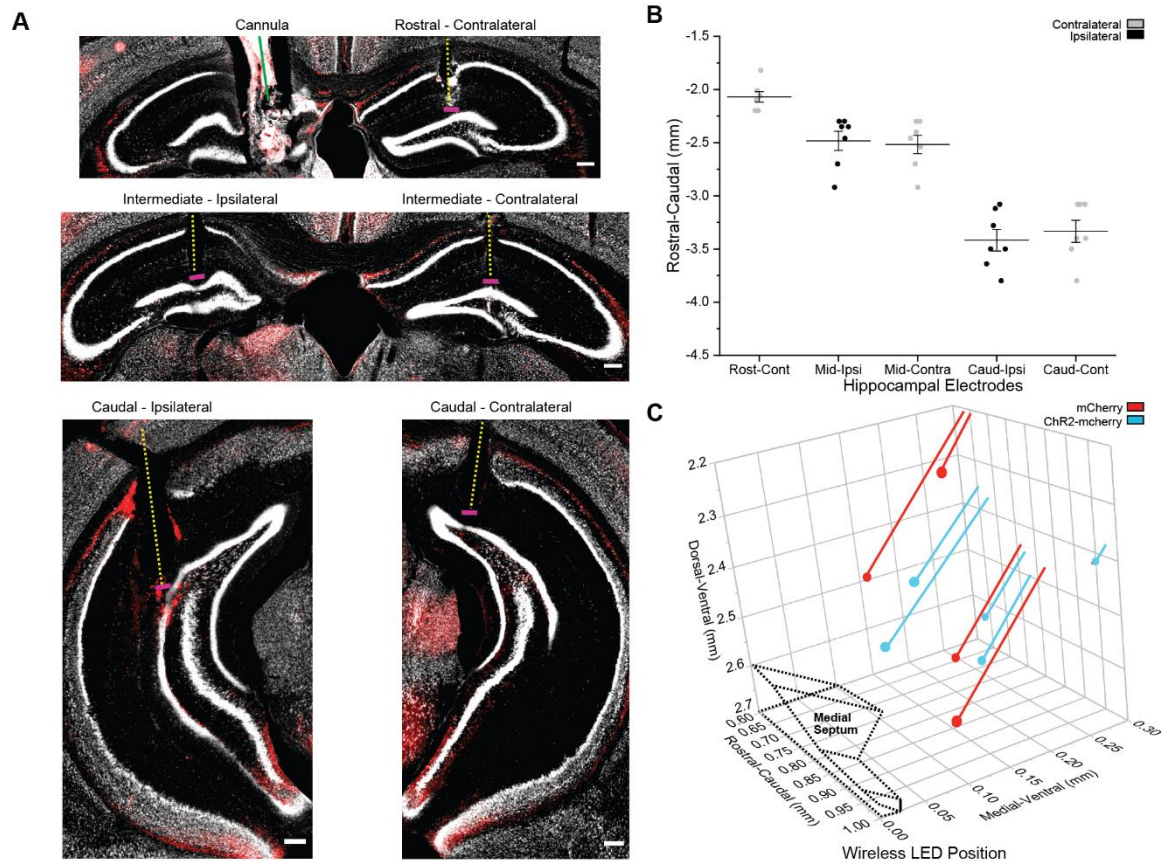 A
Cannula
Rostral - Contralateral
Intermediate - Ipsilateral
Intermediate - Contralateral
Caudal - Ipsilateral
Caudal - Contralateral
B
Contralateral
Ipsilateral
-1.5
-2.0
-2.5
-3.0
-3.5
-4.0
-4.5
Rostral-Caudal (mm)
Rost-Cont Mid-Ipsi Mid-Contra Caud-Ipsi Caud-Cont
Hippocampal Electrodes
C
mCherry
ChR2-mcherry
2.2
2.3
2.4
2.5
2.6
2.7
Dorsal-Ventral (mm)
0.60
0.65
0.70
0.75
0.80
0.85
0.90
0.95
1.00
Rostral-Caudal (mm)
Medial
Septum
0.00
0.05
0.10
0.15
0.20
0.25
0.30
Medial-Ventral (mm)
Wireless LED Position